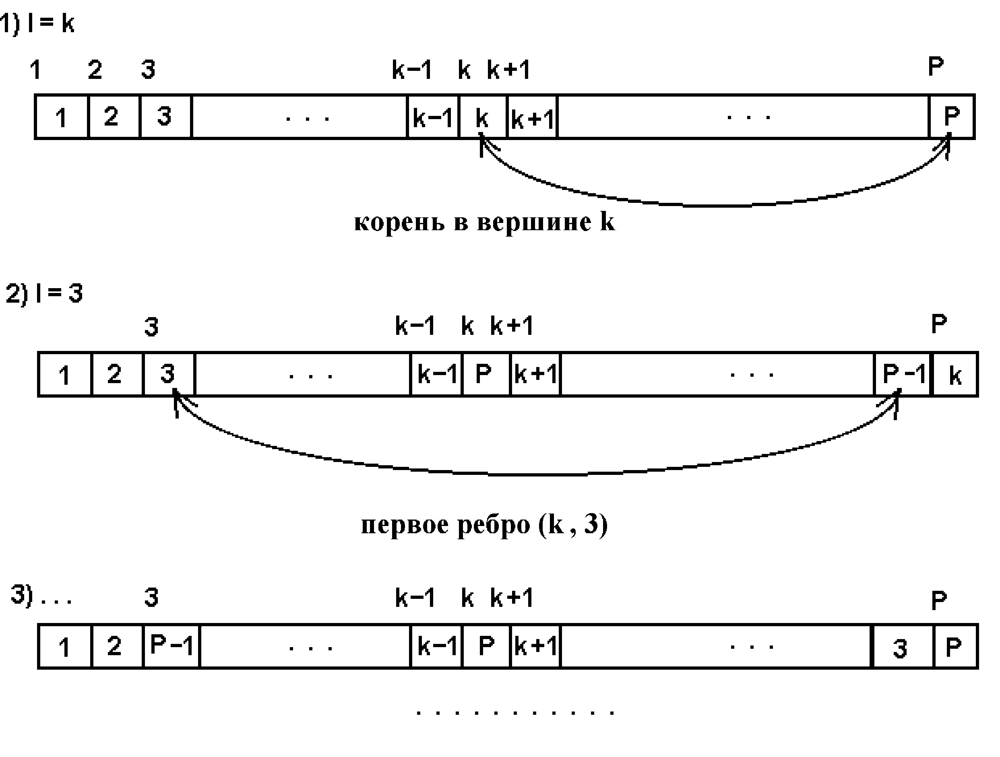 1) I = k
1 2 3 k−1 k k+1 P
1 2 3 . . . k−1 k k+1 . . . P
корень в вершине k
2) I = 3
3 k−1 k k+1 P
1 2 3 . . . k−1 P k+1 . . . P−1 k
первое ребро (k , 3)
3) . . . 3 k−1 k k+1 P
1 2 P−1 . . . k−1 P k+1 . . . 3 P
. . . . . . . . . . .